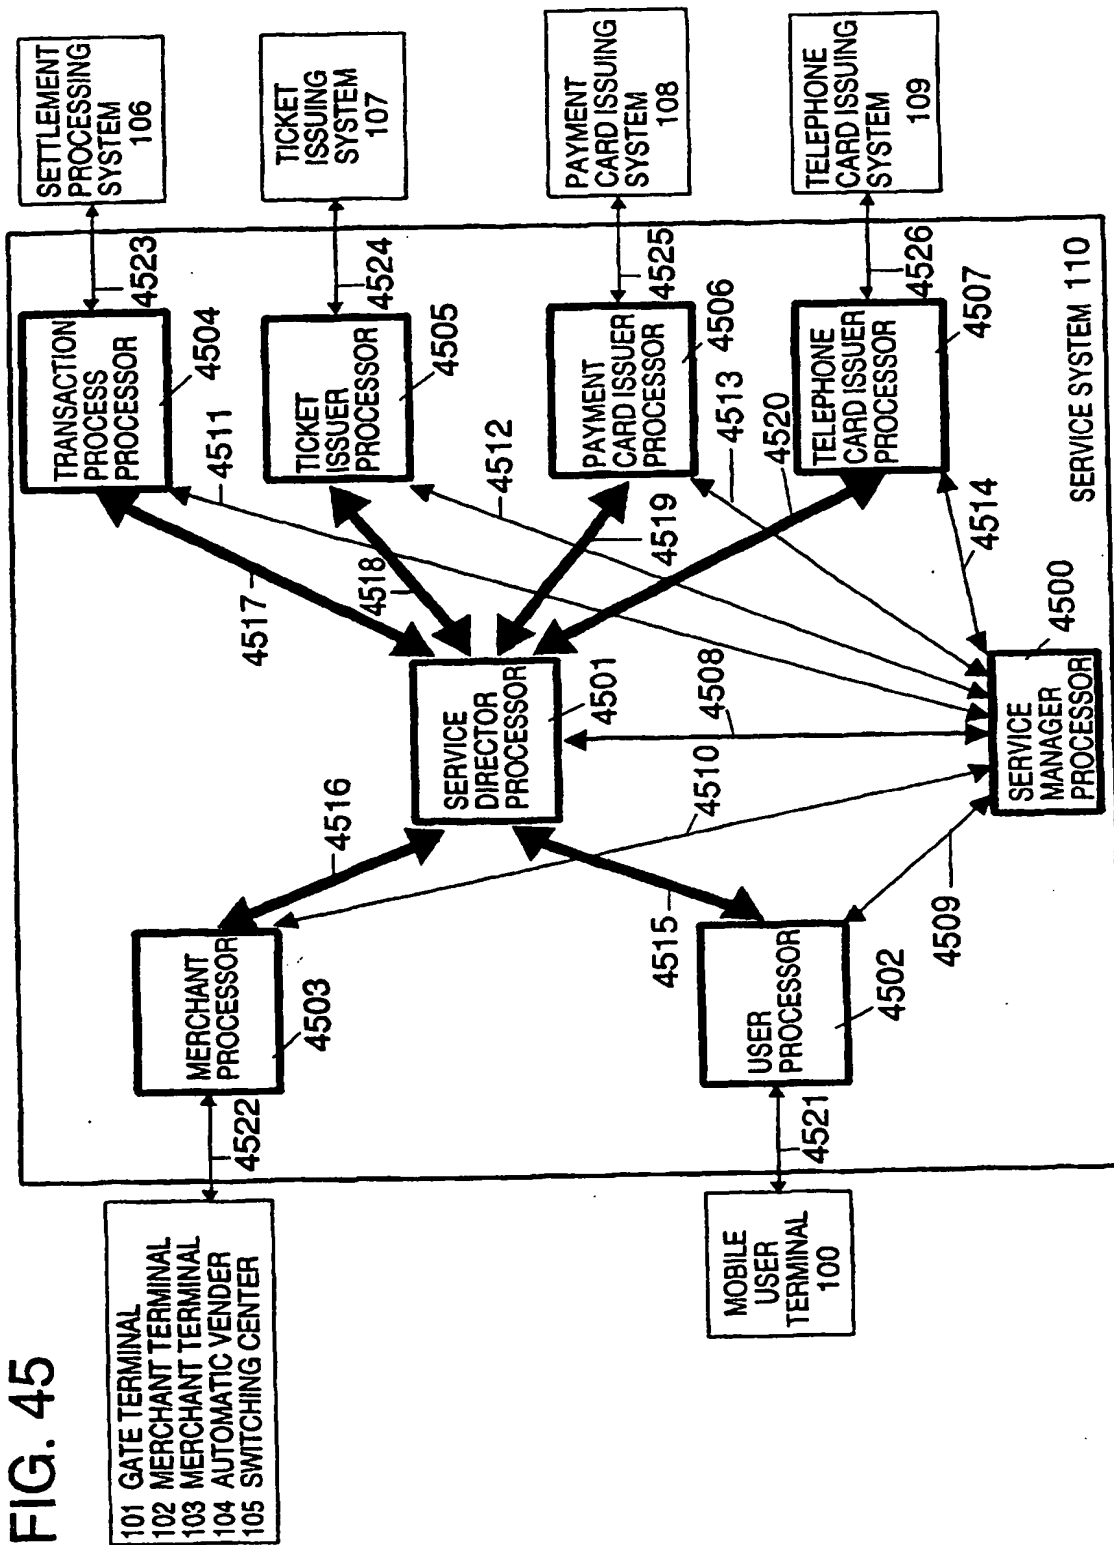 FIG. 45
101 GATE TERMINAL
102 MERCHANT TERMINAL
103 MERCHANT TERMINAL
104 AUTOMATIC VENDER
105 SWITCHING CENTER
4522
MERCHANT
PROCESSOR
4503
4516
MOBILE
USER
TERMINAL
100
4521
USER
PROCESSOR
4502
4515
4509
4510
SERVICE
DIRECTOR
PROCESSOR
4501
4508
SERVICE
MANAGER
PROCESSOR
4500
4517
4518
4519
4520
4511
4512
4513
4514
TRANSACTION
PROCESS
PROCESSOR
4504
TICKET
ISSUER
PROCESSOR
4505
PAYMENT
CARD ISSUER
PROCESSOR
4506
TELEPHONE
CARD ISSUER
PROCESSOR
4507
SERVICE SYSTEM 110
4523
4524
4525
4526
SETTLEMENT
PROCESSING
SYSTEM
106
TICKET
ISSUING
SYSTEM
107
PAYMENT
CARD ISSUING
SYSTEM
108
TELEPHONE
CARD ISSUING
SYSTEM
109